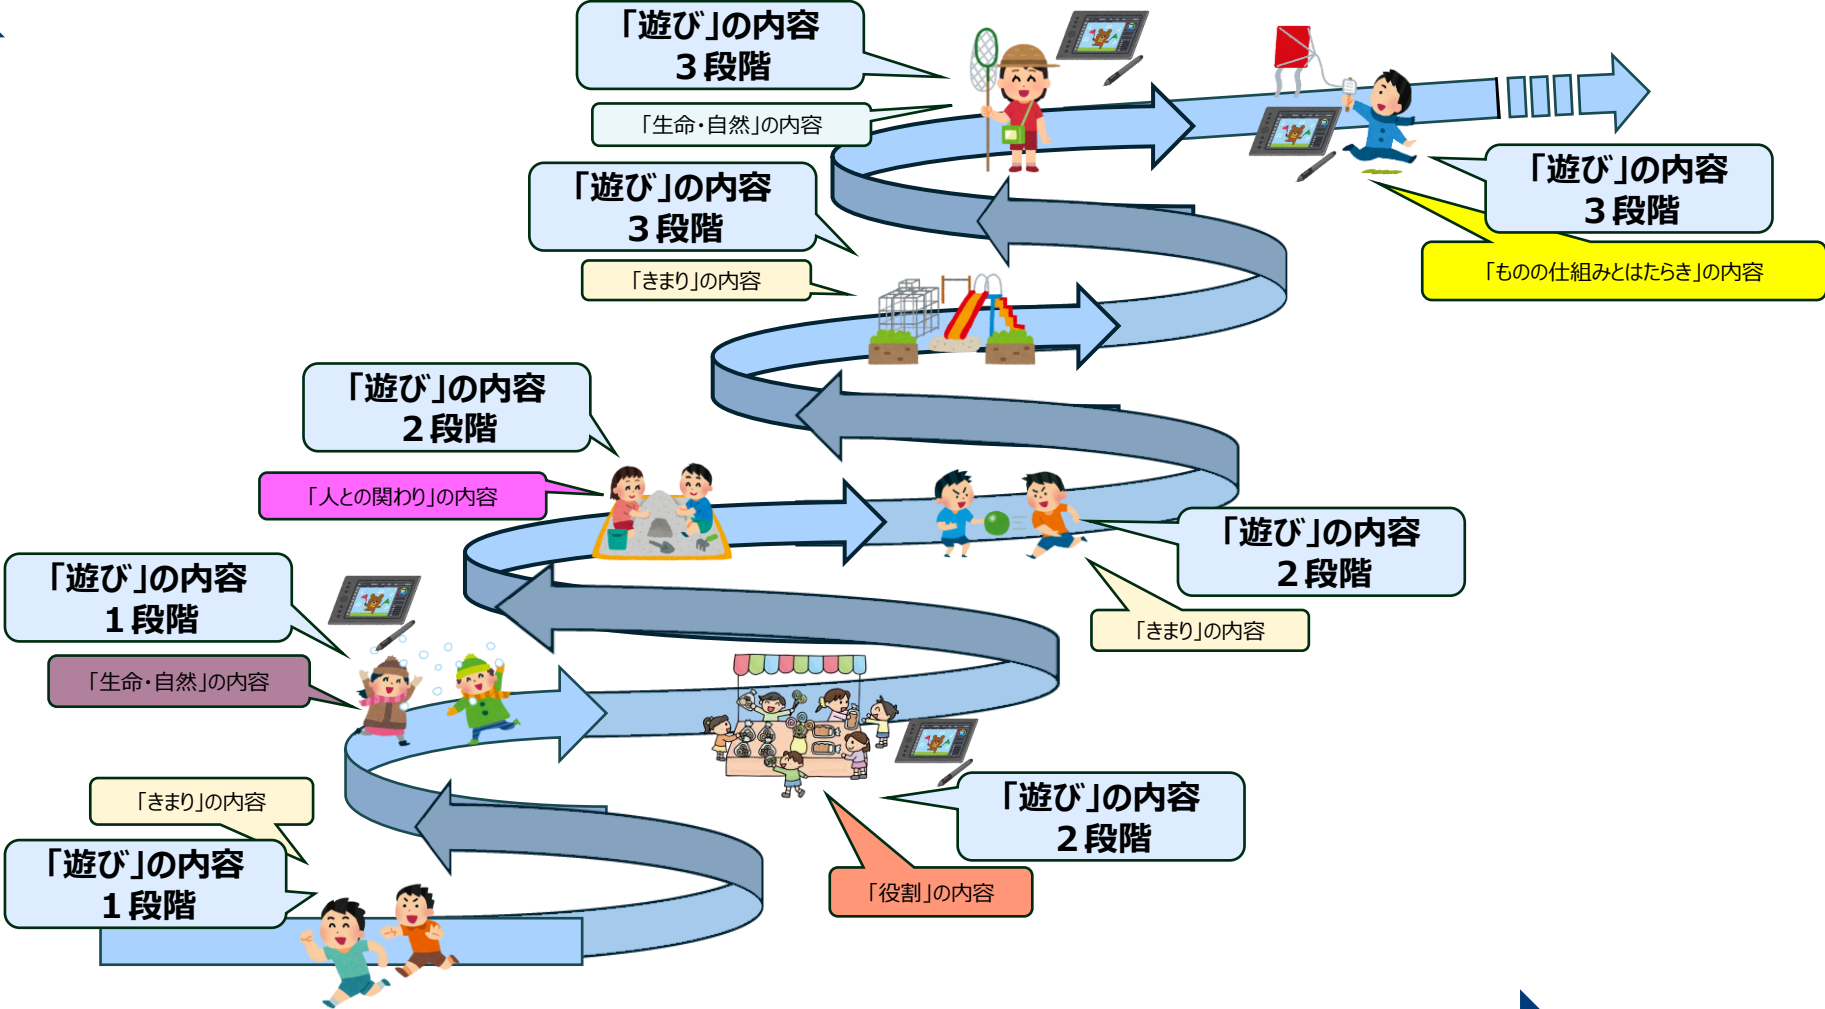 「遊び」の内容
３段階
「生命・自然」の内容
「遊び」の内容
３段階
「ものの仕組みとはたらき」の内容
「遊び」の内容
３段階
「きまり」の内容
「遊び」の内容
２段階
「人との関わり」の内容
「遊び」の内容
２段階
「きまり」の内容
「遊び」の内容
１段階
「生命・自然」の内容
「遊び」の内容
２段階
「役割」の内容
「きまり」の内容
「遊び」の内容
１段階